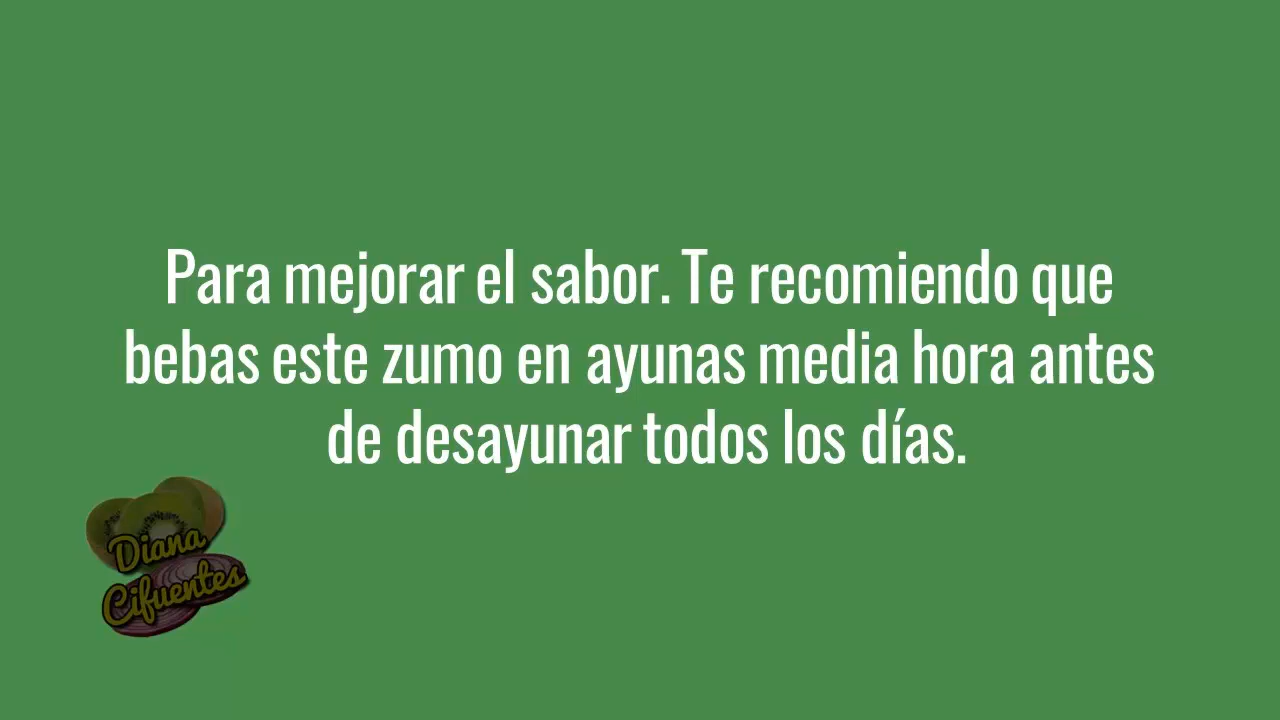 Para mejorar el sabor. Te recomiendo que
bebas este zumo en ayunas media hora antes
de desayunar todos los días.
Diana
Cifuentes